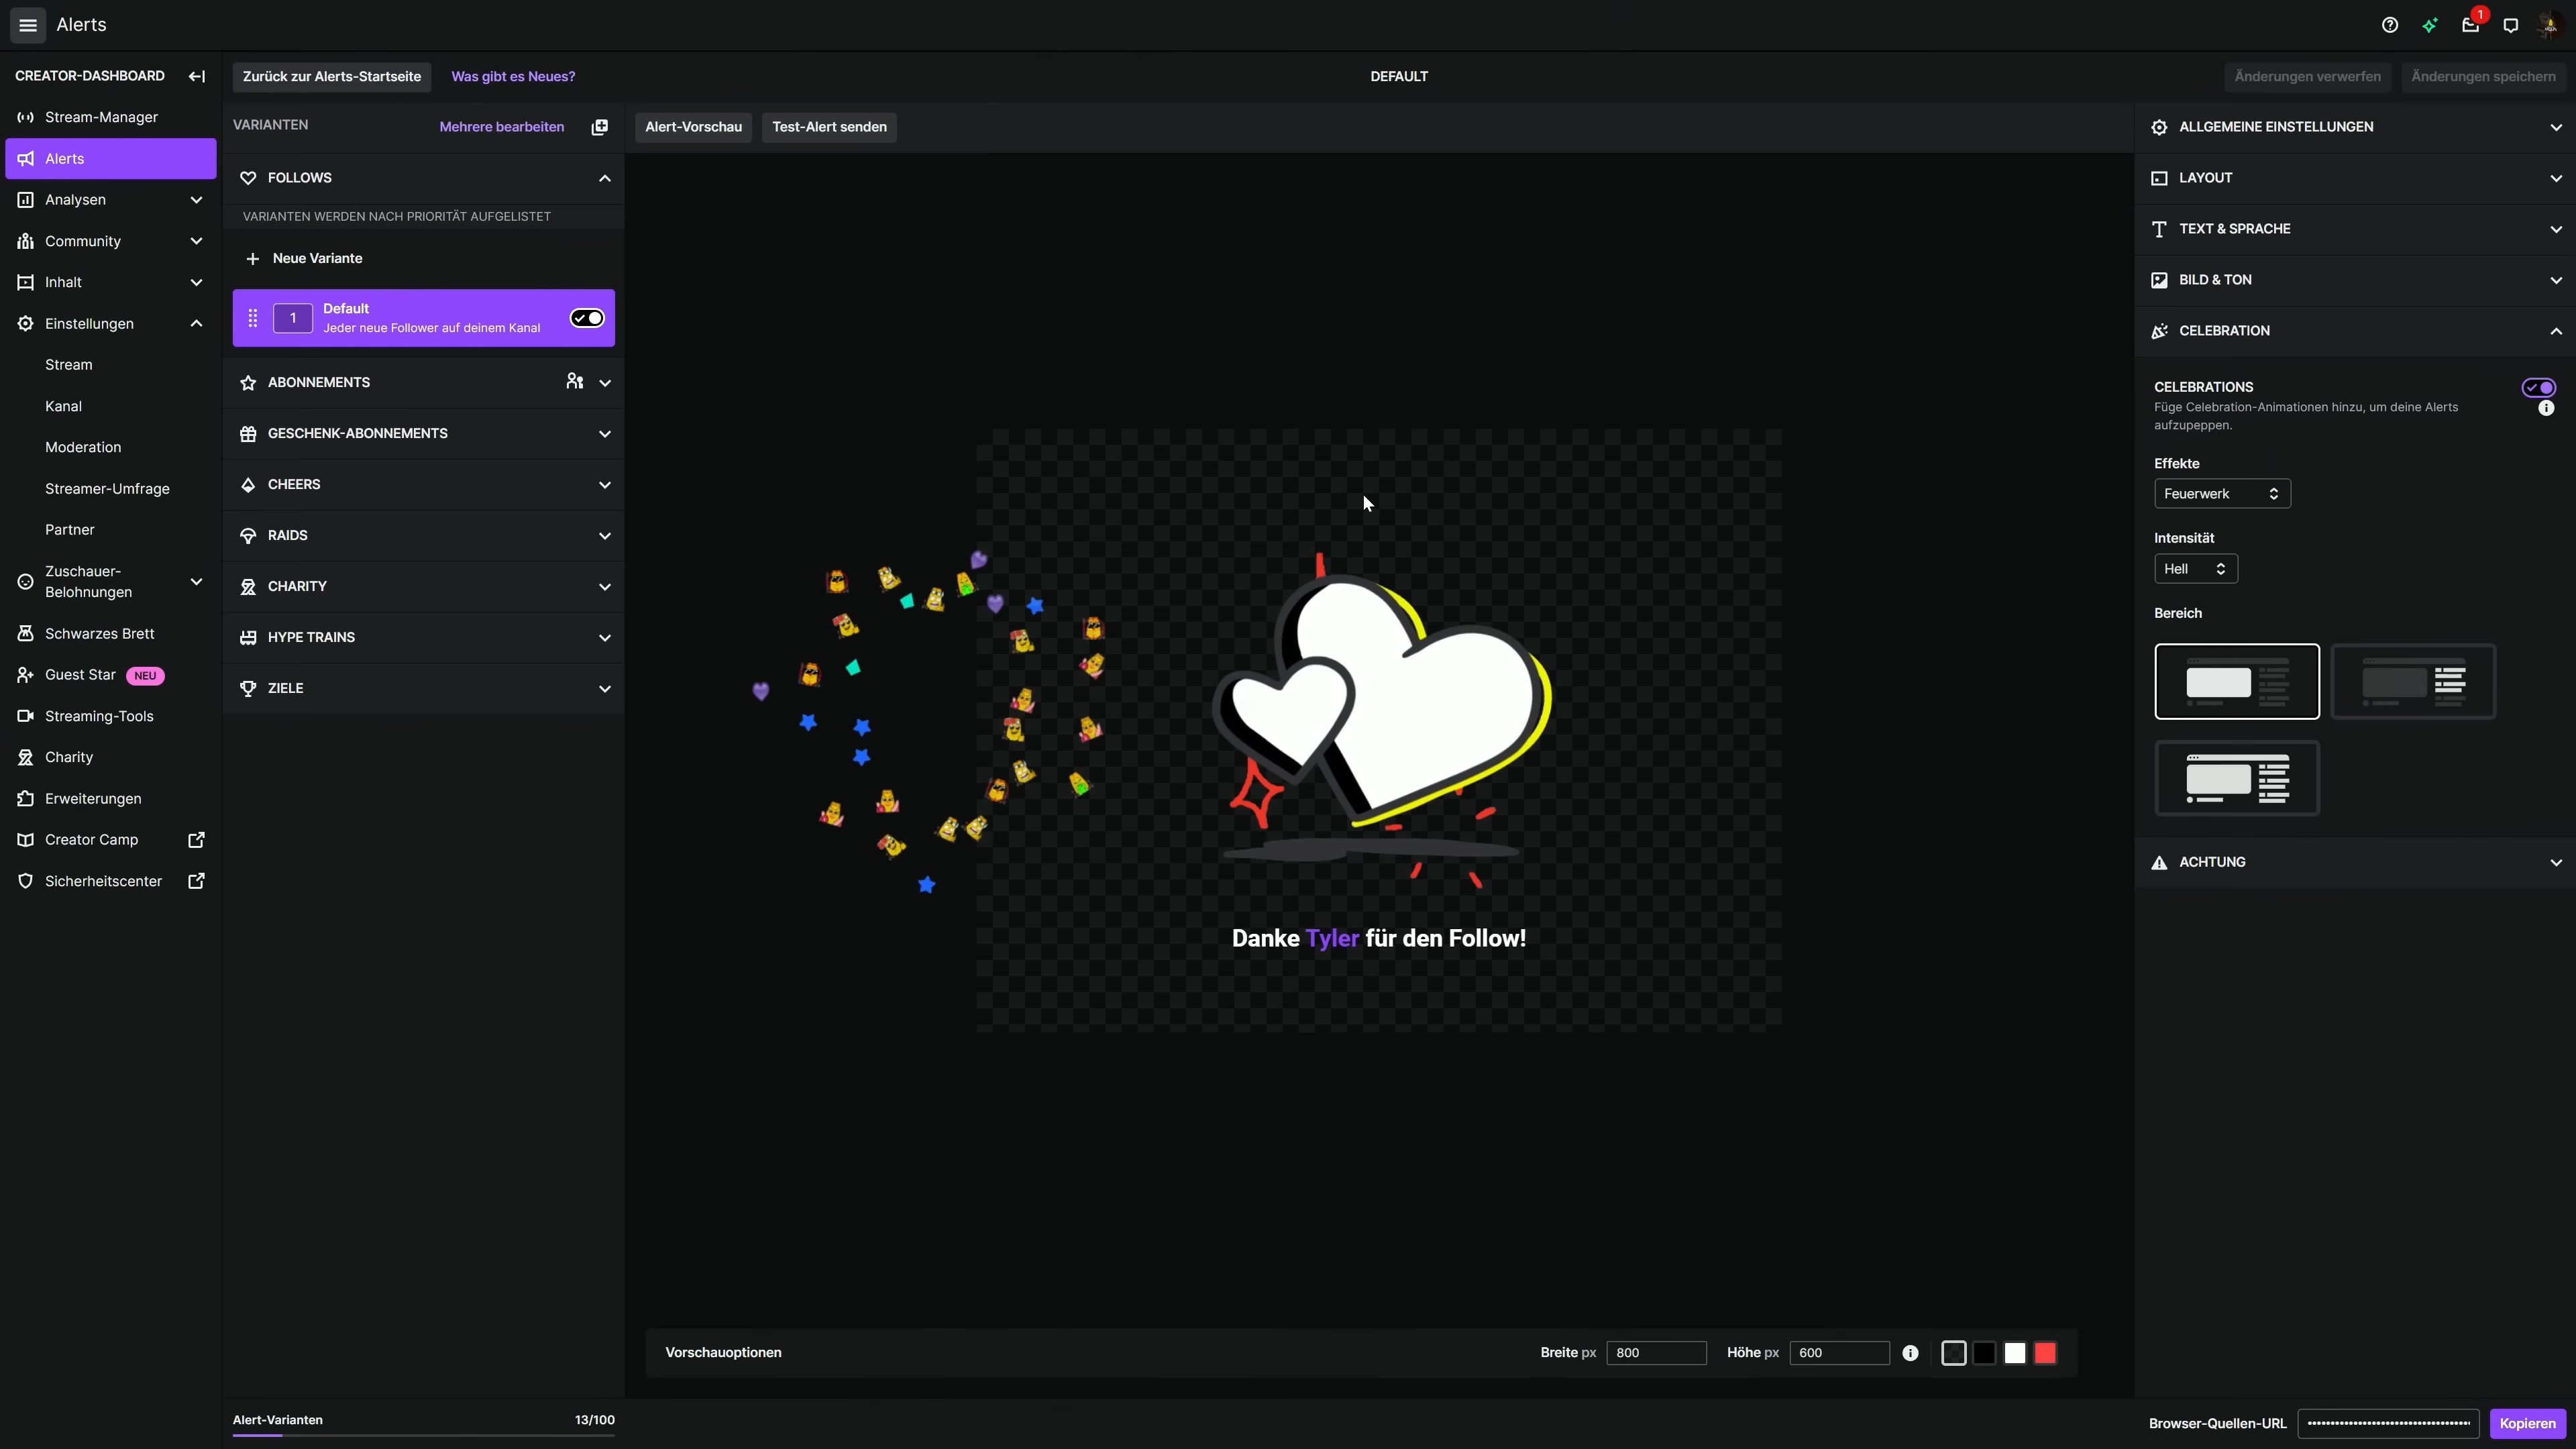 Alerts
1
CREATOR-DASHBOARD
Stream-Manager
Alerts
Analysen
Community
Inhalt
Einstellungen
Stream
Kanal
Moderation
Streamer-Umfrage
Partner
Zuschauer-
Belohnungen
Schwarzes Brett
Guest Star NEU
Streaming-Tools
Charity
Erweiterungen
Creator Camp
Sicherheitscenter
Zurück zur Alerts-Startseite Was gibt es Neues?
DEFAULT
Änderungen verwerfen Änderungen speichern
VARIANTEN Mehrere bearbeiten
FOLLOWS
VARIANTEN WERDEN NACH PRIORITÄT AUFGELISTET
Neue Variante
1
Default
Jeder neue Follower auf deinem Kanal
ABONNEMENTS
GESCHENK-ABONNEMENTS
CHEERS
RAIDS
CHARITY
HYPE TRAINS
ZIELE
Alert-Varianten 13/100
Alert-Vorschau Test-Alert senden
Danke Tyler für den Follow!
Vorschauoptionen Breite px 800 Höhe px 600
ALLGEMEINE EINSTELLUNGEN
LAYOUT
TEXT & SPRACHE
BILD & TON
CELEBRATION
CELEBRATIONS
Füge Celebration-Animationen hinzu, um deine Alerts
aufzupeppen.
Effekte
Feuerwerk
Intensität
Hell
Bereich
ACHTUNG
Browser-Quellen-URL Kopieren